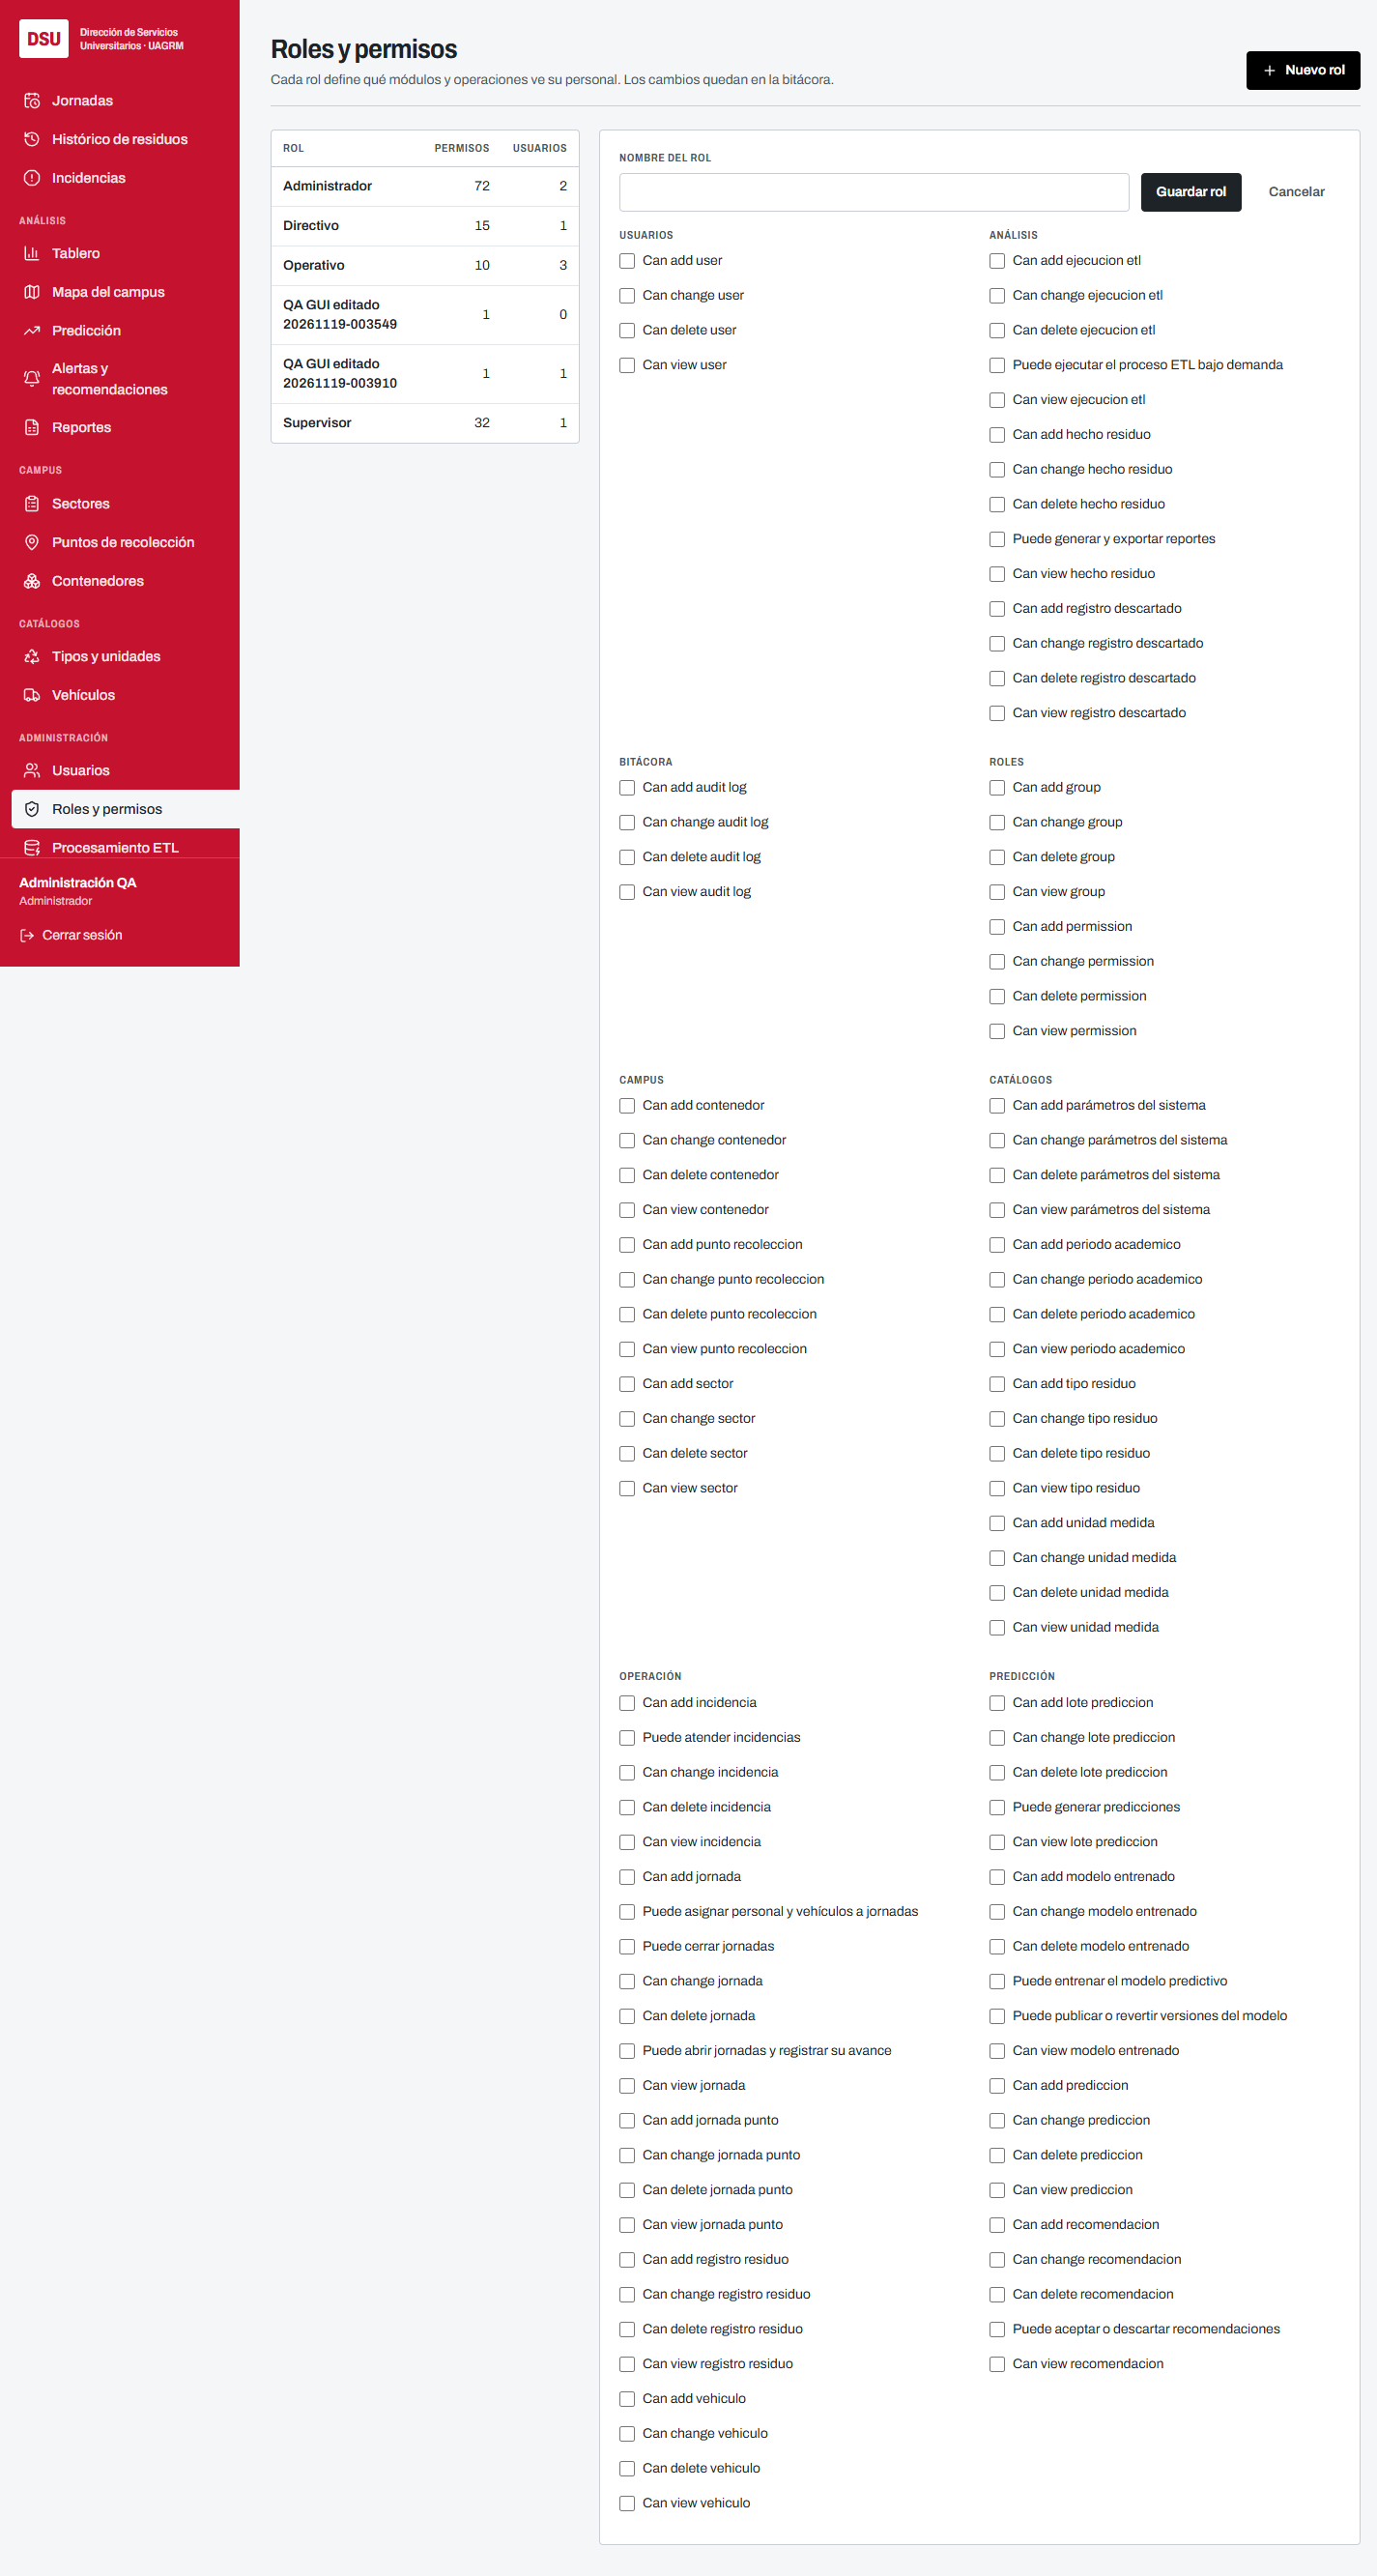 DSU
Dirección de Servicios
Universitarios · UAGRM
Jornadas
Histórico de residuos
Incidencias
ANÁLISIS
Tablero
Mapa del campus
Predicción
Alertas y
recomendaciones
Reportes
CAMPUS
Sectores
Puntos de recolección
Contenedores
CATÁLOGOS
Tipos y unidades
Vehículos
ADMINISTRACIÓN
Usuarios
Roles y permisos
Procesamiento ETL
Administración QA
Administrador
Cerrar sesión
Roles y permisos
Cada rol define qué módulos y operaciones ve su personal. Los cambios quedan en la bitácora.
+ Nuevo rol
ROL PERMISOS USUARIOS
Administrador 72 2
Directivo 15 1
Operativo 10 3
QA GUI editado
20261119-003549 1 0
QA GUI editado
20261119-003910 1 1
Supervisor 32 1
NOMBRE DEL ROL
Guardar rol Cancelar
USUARIOS
Can add user
Can change user
Can delete user
Can view user
ANÁLISIS
Can add ejecucion etl
Can change ejecucion etl
Can delete ejecucion etl
Puede ejecutar el proceso ETL bajo demanda
Can view ejecucion etl
Can add hecho residuo
Can change hecho residuo
Can delete hecho residuo
Puede generar y exportar reportes
Can view hecho residuo
Can add registro descartado
Can change registro descartado
Can delete registro descartado
Can view registro descartado
BITÁCORA
Can add audit log
Can change audit log
Can delete audit log
Can view audit log
ROLES
Can add group
Can change group
Can delete group
Can view group
Can add permission
Can change permission
Can delete permission
Can view permission
CAMPUS
Can add contenedor
Can change contenedor
Can delete contenedor
Can view contenedor
Can add punto recoleccion
Can change punto recoleccion
Can delete punto recoleccion
Can view punto recoleccion
Can add sector
Can change sector
Can delete sector
Can view sector
CATÁLOGOS
Can add parámetros del sistema
Can change parámetros del sistema
Can delete parámetros del sistema
Can view parámetros del sistema
Can add periodo academico
Can change periodo academico
Can delete periodo academico
Can view periodo academico
Can add tipo residuo
Can change tipo residuo
Can delete tipo residuo
Can view tipo residuo
Can add unidad medida
Can change unidad medida
Can delete unidad medida
Can view unidad medida
OPERACIÓN
Can add incidencia
Puede atender incidencias
Can change incidencia
Can delete incidencia
Can view incidencia
Can add jornada
Puede asignar personal y vehículos a jornadas
Puede cerrar jornadas
Can change jornada
Can delete jornada
Puede abrir jornadas y registrar su avance
Can view jornada
Can add jornada punto
Can change jornada punto
Can delete jornada punto
Can view jornada punto
Can add registro residuo
Can change registro residuo
Can delete registro residuo
Can view registro residuo
Can add vehiculo
Can change vehiculo
Can delete vehiculo
Can view vehiculo
PREDICCIÓN
Can add lote prediccion
Can change lote prediccion
Can delete lote prediccion
Puede generar predicciones
Can view lote prediccion
Can add modelo entrenado
Can change modelo entrenado
Can delete modelo entrenado
Puede entrenar el modelo predictivo
Puede publicar o revertir versiones del modelo
Can view modelo entrenado
Can add prediccion
Can change prediccion
Can delete prediccion
Can view prediccion
Can add recomendacion
Can change recomendacion
Can delete recomendacion
Puede aceptar o descartar recomendaciones
Can view recomendacion